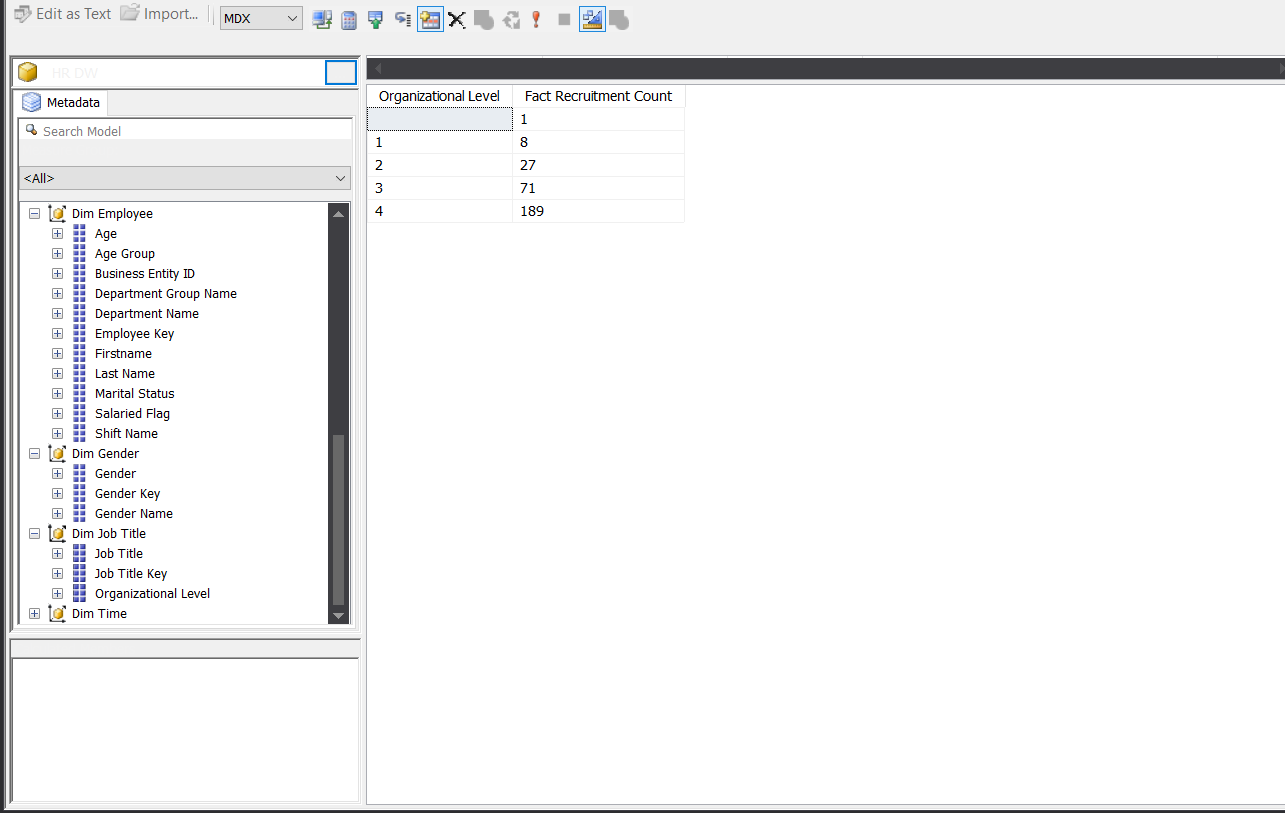 Edit as Text Import... MDX
HR DW
Metadata
Search Model
<All>
Dim Employee
Age
Age Group
Business Entity ID
Department Group Name
Department Name
Employee Key
Firstname
Last Name
Marital Status
Salaried Flag
Shift Name
Dim Gender
Gender
Gender Key
Gender Name
Dim Job Title
Job Title
Job Title Key
Organizational Level
Dim Time
Organizational Level Fact Recruitment Count
1
1 8
2 27
3 71
4 189